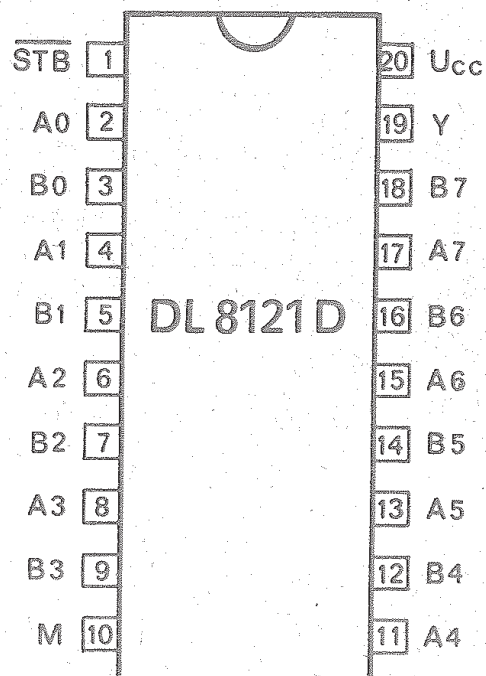 S̅T̅B̅ 1 20 Ucc
A0 2 19 Y
B0 3 18 B7
A1 4 17 A7
B1 5 DL 8121 D 16 B6
A2 6 15 A6
B2 7 14 B5
A3 8 13 A5
B3 9 12 B4
M 10 11 A4